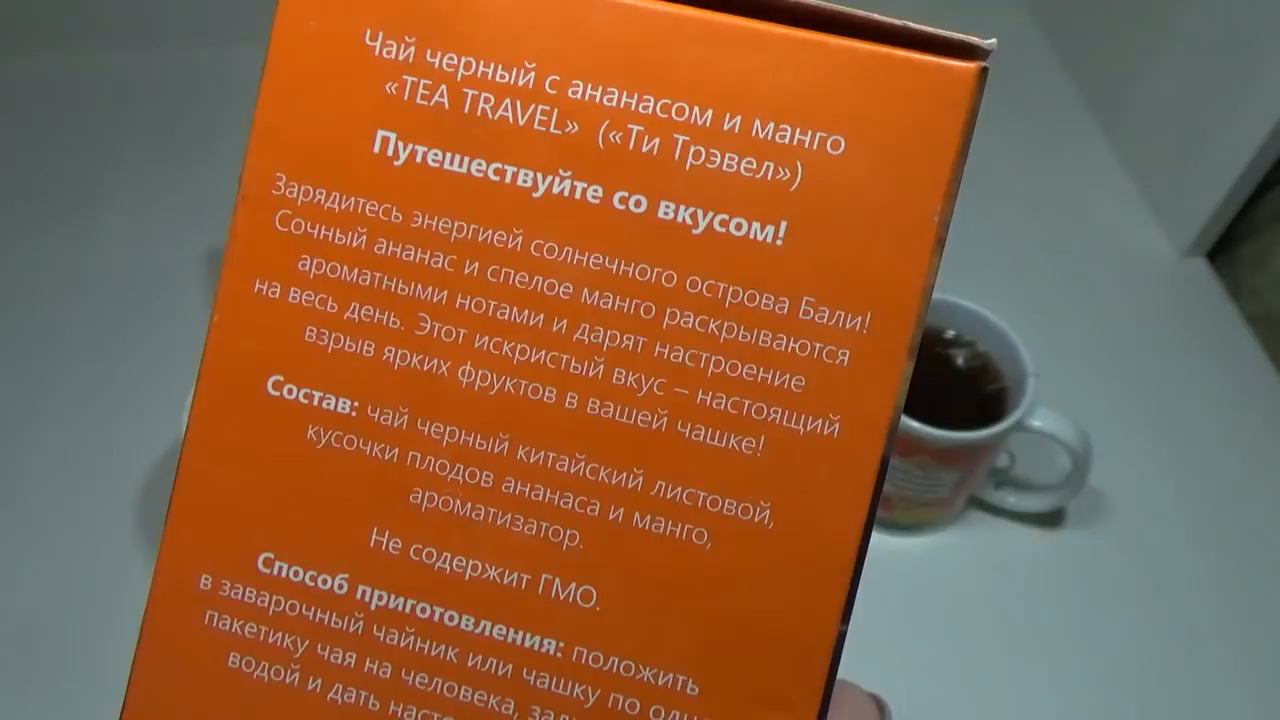 Чай черный с ананасом и манго
«TEA TRAVEL» («Ти Трэвел»)
Путешествуйте со вкусом!
Зарядитесь энергией солнечного острова Бали!
Сочный ананас и спелое манго раскрываются
ароматными нотами и дарят настроение
на весь день. Этот искристый вкус – настоящий
взрыв ярких фруктов в вашей чашке!
Состав: чай черный китайский листовой,
кусочки плодов ананаса и манго,
ароматизатор.
Не содержит ГМО.
Способ приготовления: положить
в заварочный чайник или чашку по
пакетику чая на человека,
водой и дать